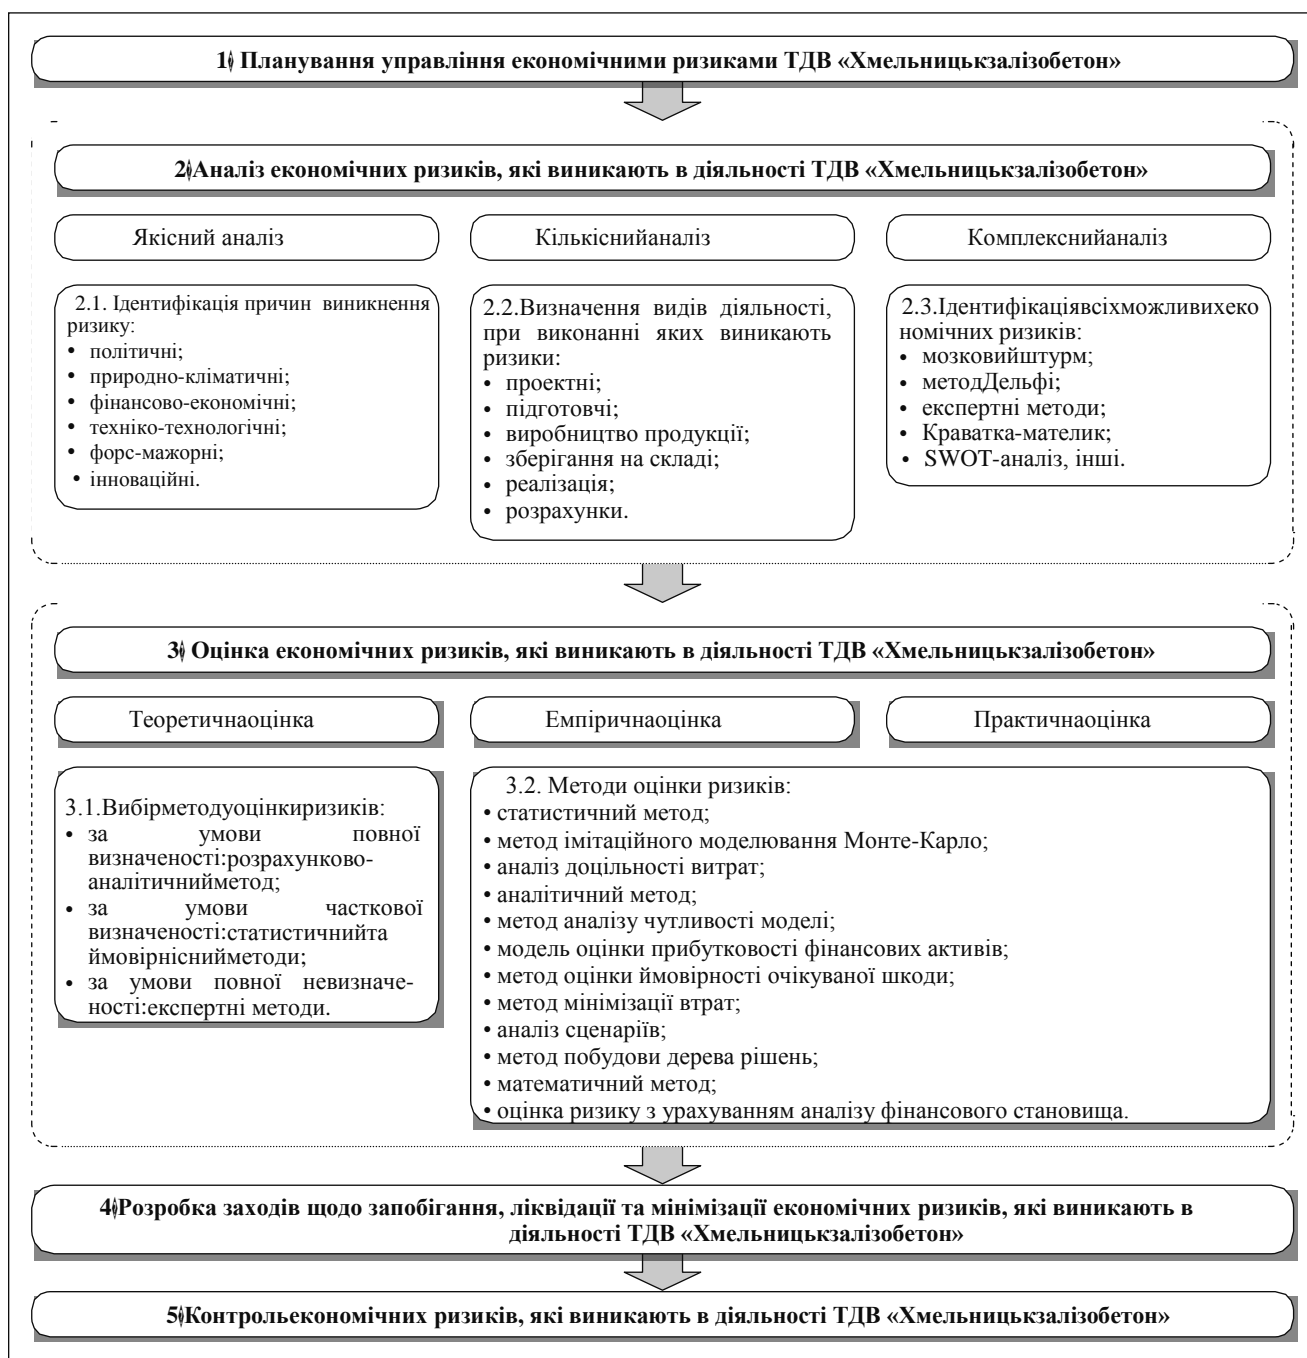 1) Планування управління економічними ризиками ТДВ «Хмельницькзалізобетон»
2)Аналіз економічних ризиків, які виникають в діяльності ТДВ «Хмельницькзалізобетон»
Якісний аналіз
Кількіснийаналіз
Комплекснийаналіз
2.1. Ідентифікація причин виникнення
ризику:
• політичні;
• природно-кліматичні;
• фінансово-економічні;
• техніко-технологічні;
• форс-мажорні;
• інноваційні.
2.2.Визначення видів діяльності,
при виконанні яких виникають
ризики:
• проектні;
• підготовчі;
• виробництво продукції;
• зберігання на складі;
• реалізація;
• розрахунки.
2.3.Ідентифікаціявсіхможливихеко
номічних ризиків:
• мозковийштурм;
• методДельфі;
• експертні методи;
• Краватка-мателик;
• SWOT-аналіз, інші.
3) Оцінка економічних ризиків, які виникають в діяльності ТДВ «Хмельницькзалізобетон»
Теоретичнаоцінка
Емпіричнаоцінка
Практичнаоцінка
3.1.Вибірметодуоцінкиризиків:
• за умови повної
визначеності:розрахунково-
аналітичнийметод;
• за умови часткової
визначеності:статистичнийта
ймовірніснийметоди;
• за умови повної невизначе-
ності:експертні методи.
3.2. Методи оцінки ризиків:
• статистичний метод;
• метод імітаційного моделювання Монте-Карло;
• аналіз доцільності витрат;
• аналітичний метод;
• метод аналізу чутливості моделі;
• модель оцінки прибутковості фінансових активів;
• метод оцінки ймовірності очікуваної шкоди;
• метод мінімізації втрат;
• аналіз сценаріїв;
• метод побудови дерева рішень;
• математичний метод;
• оцінка ризику з урахуванням аналізу фінансового становища.
4)Розробка заходів щодо запобігання, ліквідації та мінімізації економічних ризиків, які виникають в
діяльності ТДВ «Хмельницькзалізобетон»
5)Контрольекономічних ризиків, які виникають в діяльності ТДВ «Хмельницькзалізобетон»